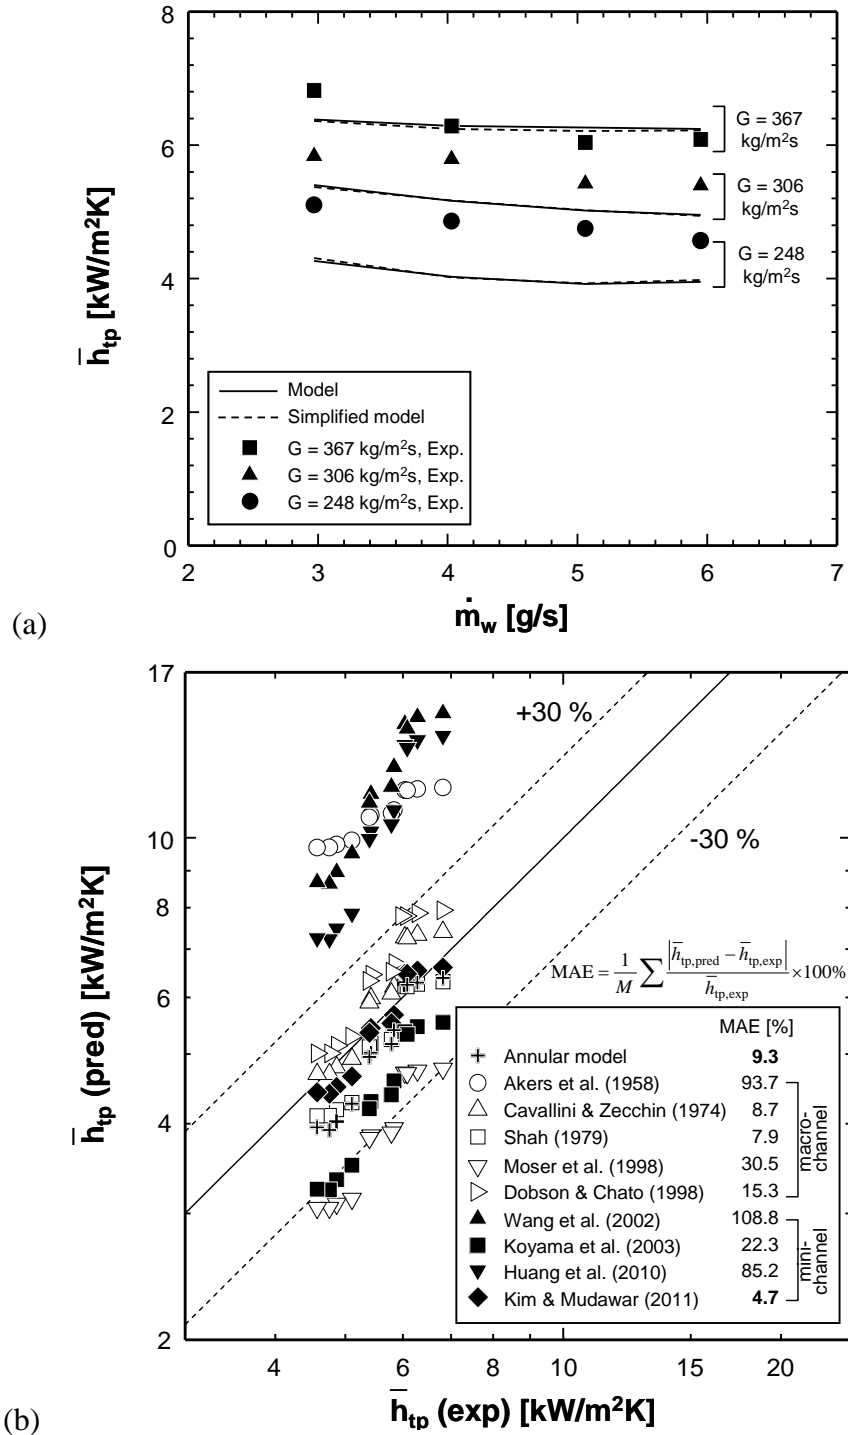 8
6
4
2
0
h̅tp [kW/m²K]
G = 367
kg/m²s
G = 306
kg/m²s
G = 248
kg/m²s
Model
Simplified model
G = 367 kg/m²s, Exp.
G = 306 kg/m²s, Exp.
G = 248 kg/m²s, Exp.
2 3 4 5 6 7
ṁw [g/s]
(a)
17
10
8
6
4
2
h̅tp (pred) [kW/m²K]
+30 %
-30 %
MAE = 1/M ∑ |h̅tp,pred − h̅tp,exp| / h̅tp,exp ×100%
MAE [%]
Annular model 9.3
Akers et al. (1958) 93.7
Cavallini & Zecchin (1974) 8.7
Shah (1979) 7.9
Moser et al. (1998) 30.5
Dobson & Chato (1998) 15.3
macro-
channel
Wang et al. (2002) 108.8
Koyama et al. (2003) 22.3
Huang et al. (2010) 85.2
Kim & Mudawar (2011) 4.7
mini-
channel
4 6 8 10 15 20
h̅tp (exp) [kW/m²K]
(b)